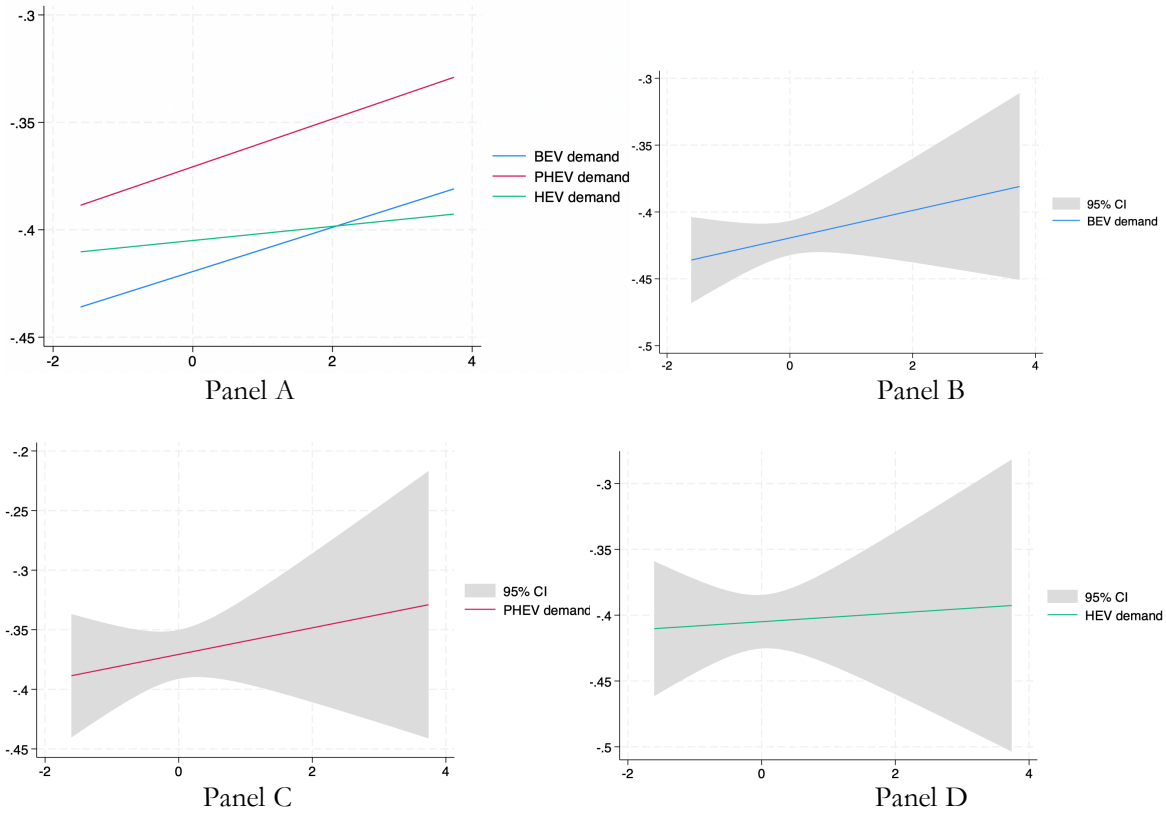 -.3
-.35
-.4
-.45
-2
0
2
4
BEV demand
PHEV demand
HEV demand
Panel A
-.3
-.35
-.4
-.45
-.5
-2
0
2
4
95% CI
BEV demand
Panel B
-.2
-.25
-.3
-.35
-.4
-.45
-2
0
2
4
95% CI
PHEV demand
Panel C
-.3
-.35
-.4
-.45
-.5
-2
0
2
4
95% CI
HEV demand
Panel D